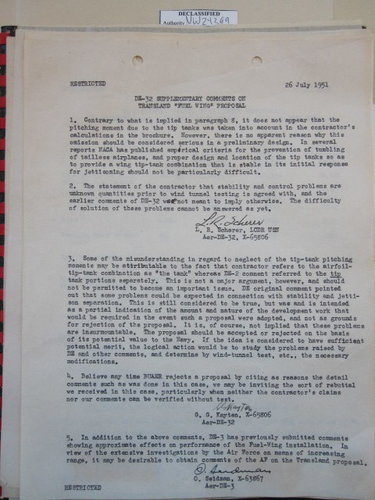 DECLASSIFIED
Authority NW 24269
RESTRICTED
26 July 1951
DE-32 SUPPLEMENTARY COMMENTS ON
TRANSLAND "FUEL WING" PROPOSAL
1. Contrary to what is implied in paragraph 8, it does not appear that the
pitching moment due to the tip tanks was taken into account in the contractor's
calculations in the brochure. However, there is no apparent reason why this
omission should be considered serious in a preliminary design. In several
reports NACA has published empirical criteria for the prevention of tumbling
of tailless airplanes, and proper design and location of the tip tanks so as
to provide a wing tip-tank combination that is stable in its initial response
for jettisoning should not be particularly difficult.
2. The statement of the contractor that stability and control problems are
unknown quantities prior to wind tunnel testing is agreed with, and the
earlier comments of DE-32 was not meant to imply otherwise. The difficulty
of solution of these problems cannot be answered as yet.
L. R. Scherer
L. R. Scherer, LCDR USN
Aer-DE-32, X-65806
3. Some of the misunderstanding in regard to neglect of the tip-tank pitching
moments may be attributable to the fact that contractor refers to the airfoil-
tip-tank combination as "the tank" whereas DE-2 comment referred to the tip
tank portions separately. This is not a major argument, however, and should
not be permitted to become an important issue. DE original comment pointed
out that some problems could be expected in connection with stability and jetti-
son separation. This is still considered to be true, but was and is intended
as a partial indication of the amount and nature of the development work that
would be required in the event such a proposal were adopted, and not as grounds
for rejection of the proposal. It is, of course, not implied that these problems
are insurmountable. The proposal should be accepted or rejected on the basis
of its potential value to the Navy. If the idea is considered to have sufficient
potential merit, the logical action would be to study the problems raised by
DE and other comments, and determine by wind-tunnel test, etc., the necessary
modifications.
4. Believe any time BUAER rejects a proposal by citing as reasons the detail
comments such as was done in this case, we may be inviting the sort of rebuttal
we received in this case, particularly when neither the contractor's claims
nor our comments can be verified without test.
G. G. Kayten, X-65806
Aer-DE-32
5. In addition to the above comments, DE-3 has previously submitted comments
showing approximate effects on performance of the Fuel-Wing installation. In
view of the extensive investigations by the Air Force on means of increasing
range, it may be desirable to obtain comments of the AF on the Transland proposal.
O. Seidman, X-63867
Aer-DE-3
RESTRICTED